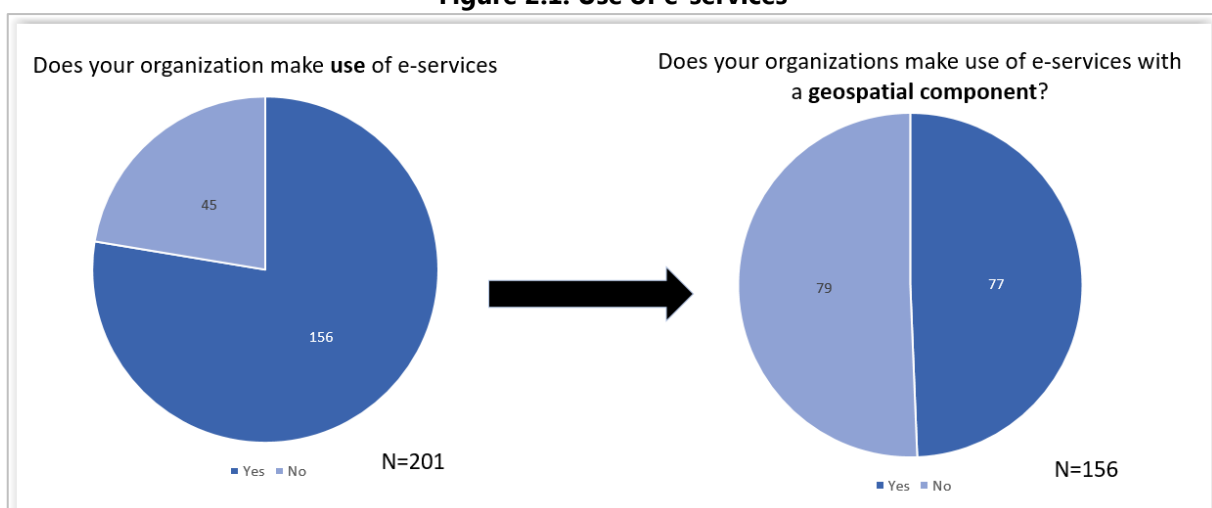 Figure 2.1: Use of e-services
Does your organization make use of e-services
45
156
Yes No
N=201
Does your organizations make use of e-services with
a geospatial component?
79
77
Yes No
N=156